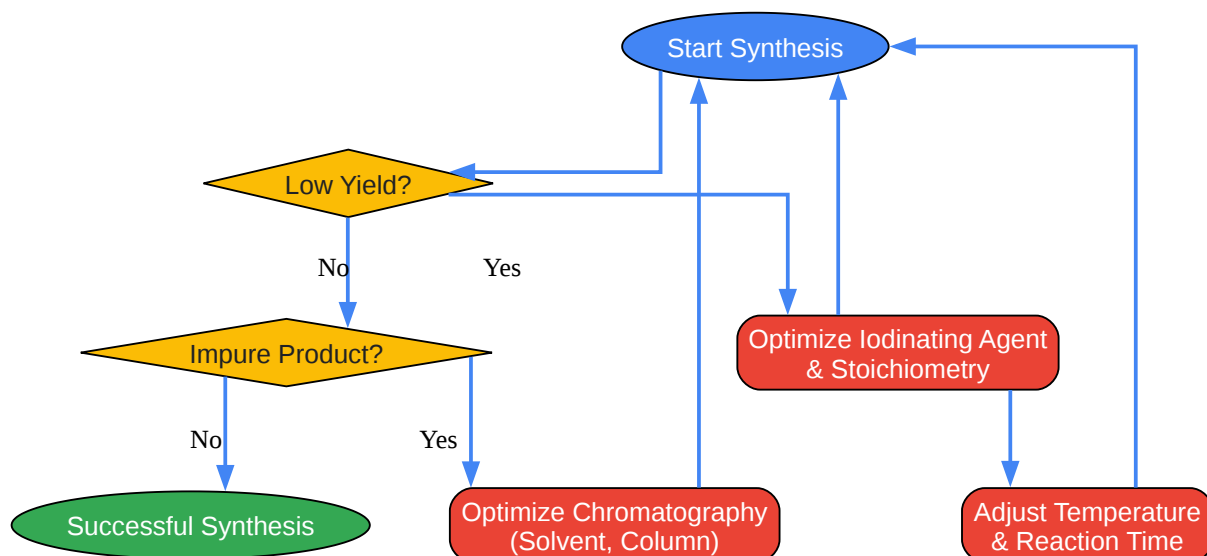 Start Synthesis
Low Yield?
No
Yes
Optimize Iodinating Agent
& Stoichiometry
Impure Product?
No
Yes
Successful Synthesis
Optimize Chromatography
(Solvent, Column)
Adjust Temperature
& Reaction Time